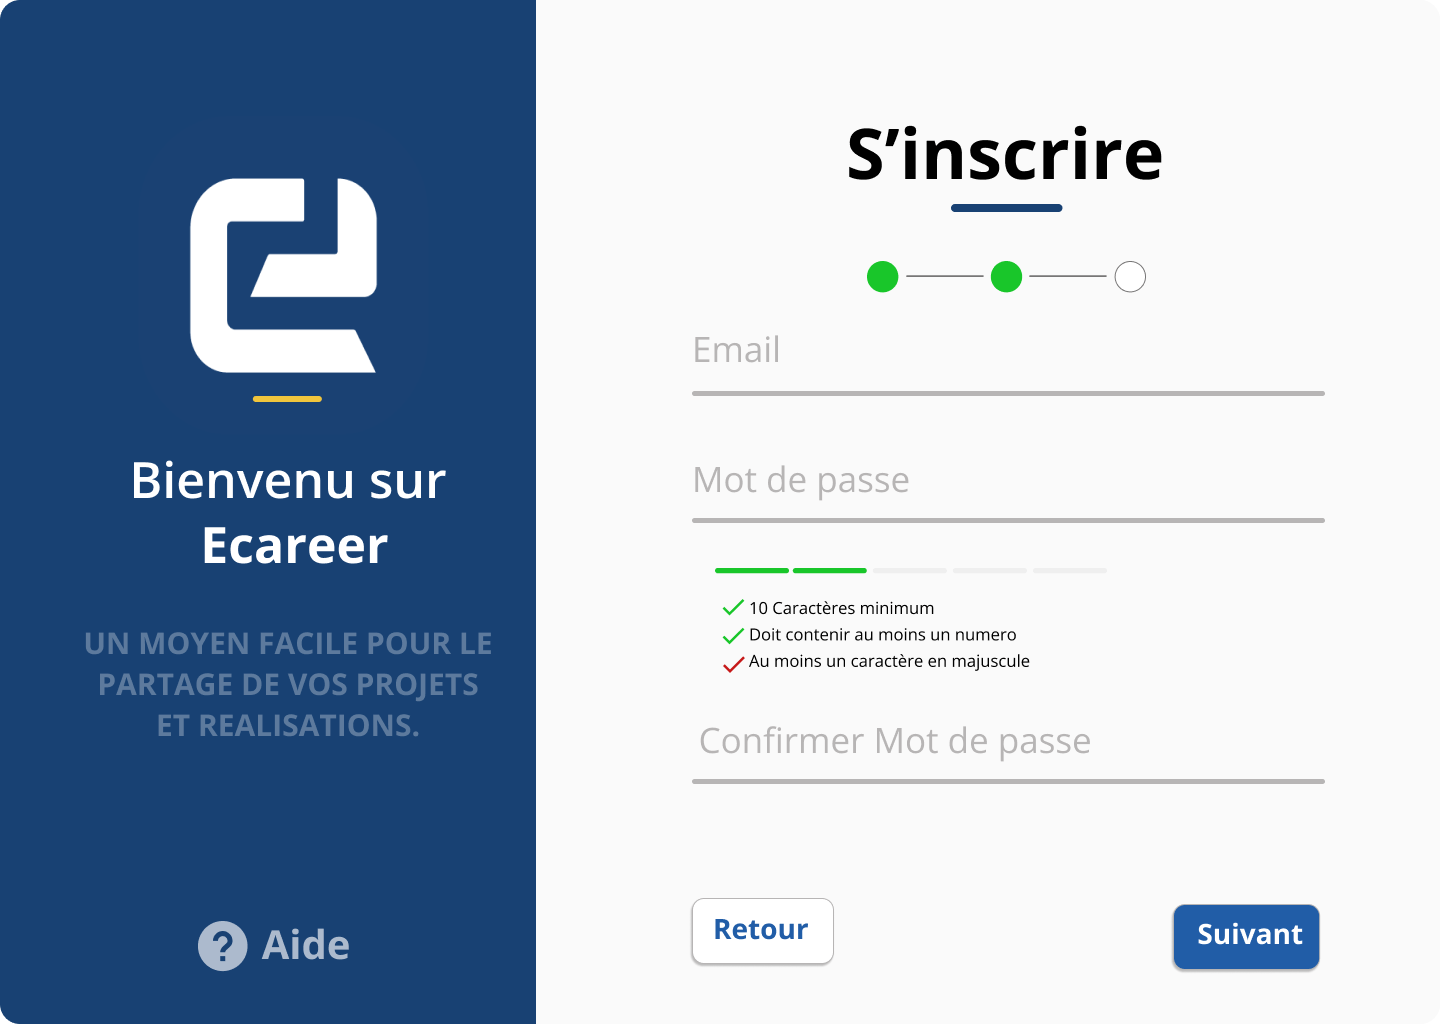 Bienvenu sur
Ecareer
UN MOYEN FACILE POUR LE
PARTAGE DE VOS PROJETS
ET REALISATIONS.
? Aide
S’inscrire
Email
Mot de passe
10 Caractères minimum
Doit contenir au moins un numero
Au moins un caractère en majuscule
Confirmer Mot de passe
Retour
Suivant